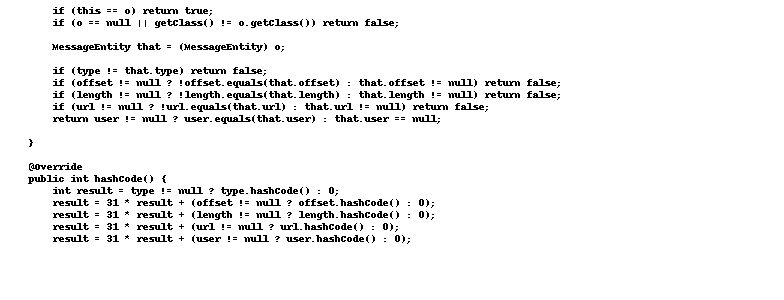 if (this == o) return true;
if (o == null || getClass() != o.getClass()) return false;
MessageEntity that = (MessageEntity) o;
if (type != that.type) return false;
if (offset != null ? !offset.equals(that.offset) : that.offset != null) return false;
if (length != null ? !length.equals(that.length) : that.length != null) return false;
if (url != null ? !url.equals(that.url) : that.url != null) return false;
return user != null ? user.equals(that.user) : that.user == null;
}
@Override
public int hashCode() {
int result = type != null ? type.hashCode() : 0;
result = 31 * result + (offset != null ? offset.hashCode() : 0);
result = 31 * result + (length != null ? length.hashCode() : 0);
result = 31 * result + (url != null ? url.hashCode() : 0);
result = 31 * result + (user != null ? user.hashCode() : 0);